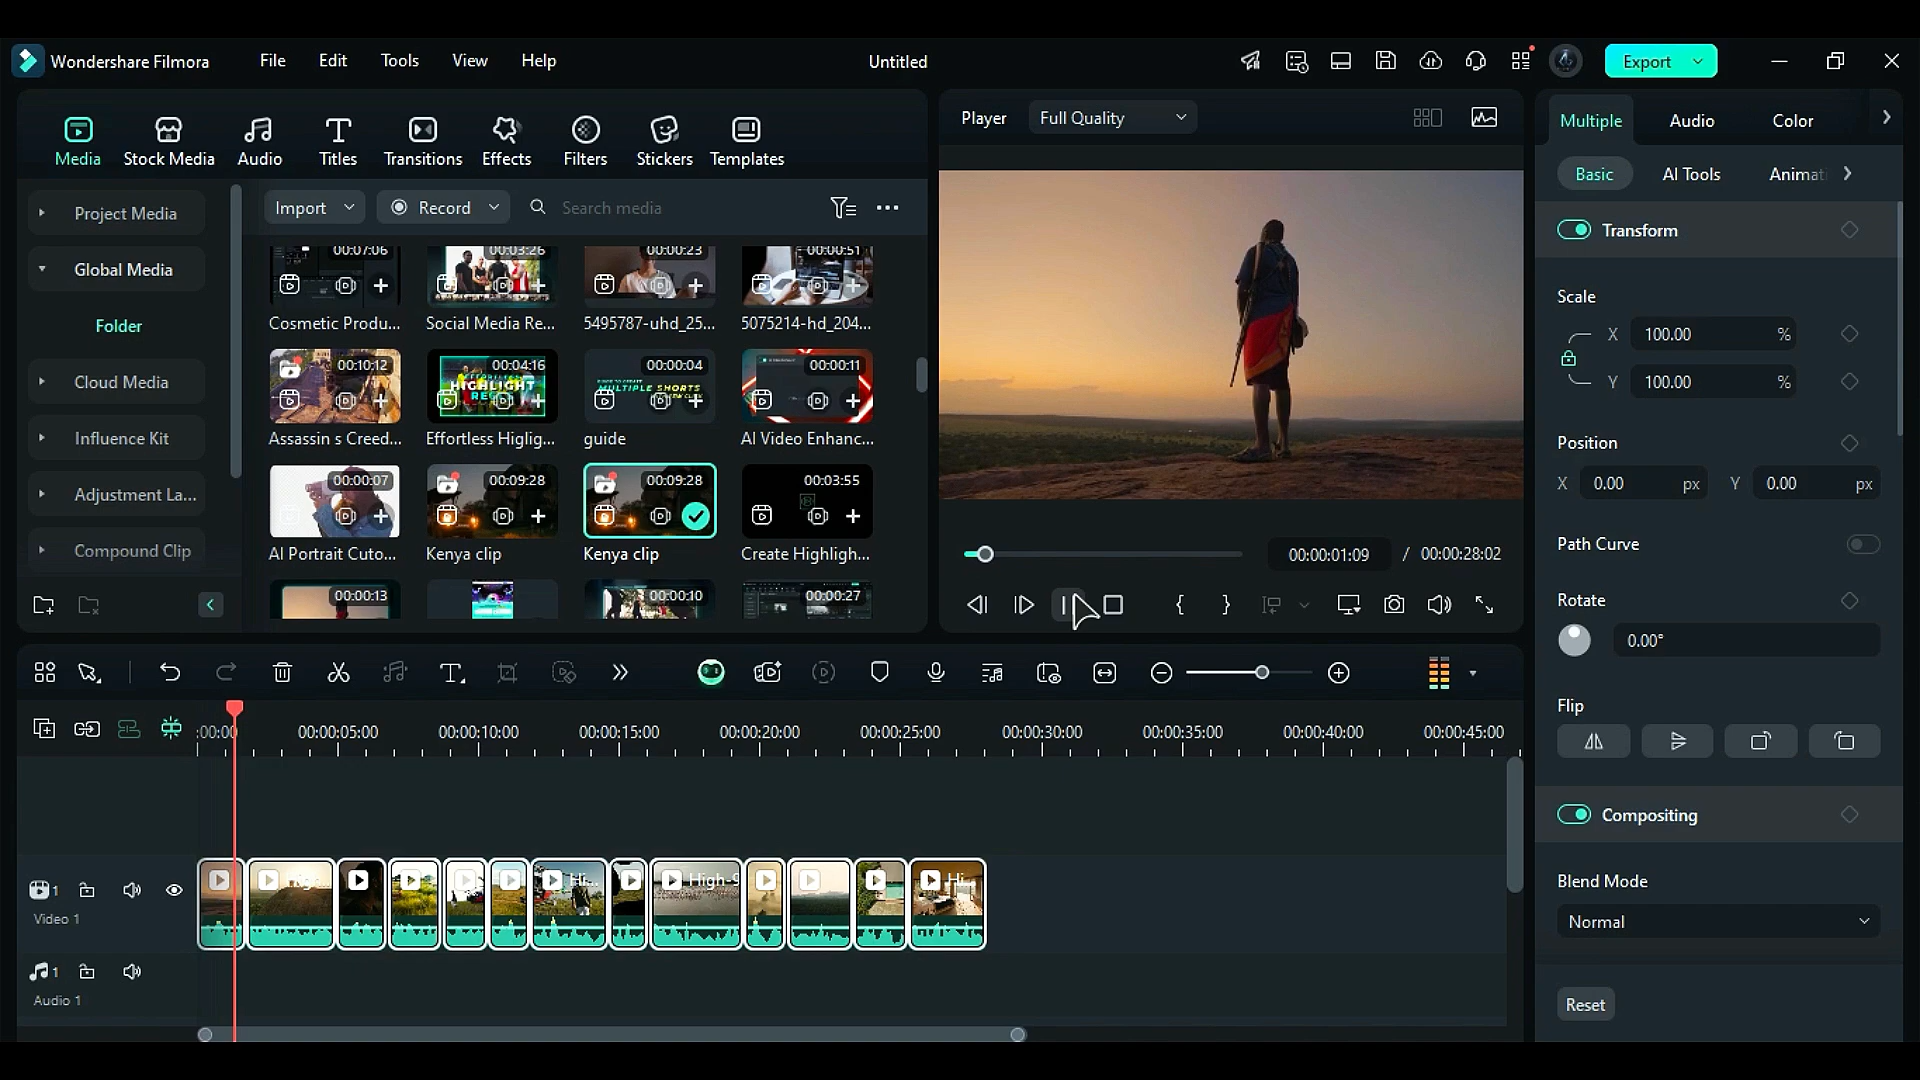 Wondershare Filmora
File
Edit
Tools
View
Help
Untitled
Export
Media
Stock Media
Audio
Titles
Transitions
Effects
Filters
Stickers
Templates
Player
Full Quality
Multiple
Audio
Color
Basic
AI Tools
Animat
Project Media
Global Media
Folder
Cloud Media
Influence Kit
Adjustment La...
Compound Clip
Import
Record
Search media
00:07:06
00:03:26
00:00:23
00:00:51
Cosmetic Produ...
Social Media Re...
5495787-uhd_25...
5075214-hd_204...
00:10:12
00:04:16
00:00:04
00:00:11
HIGHLIGHT
MULTIPLE SHORTS
Assassin s Creed...
Effortless Higlig...
guide
AI Video Enhanc...
00:00:07
00:09:28
00:09:28
00:03:55
AI Portrait Cuto...
Kenya clip
Kenya clip
Create Highligh...
00:00:13
00:00:10
00:00:27
00:00:01:09 / 00:00:28:02
Transform
Scale
X 100.00 %
Y 100.00 %
Position
X 0.00 px Y 0.00 px
Path Curve
Rotate
0.00°
Flip
Compositing
Blend Mode
Normal
Reset
:00:00
00:00:05:00
00:00:10:00
00:00:15:00
00:00:20:00
00:00:25:00
00:00:30:00
00:00:35:00
00:00:40:00
00:00:45:00
1
Video 1
Hi...
High-S
Hi...
1
Audio 1